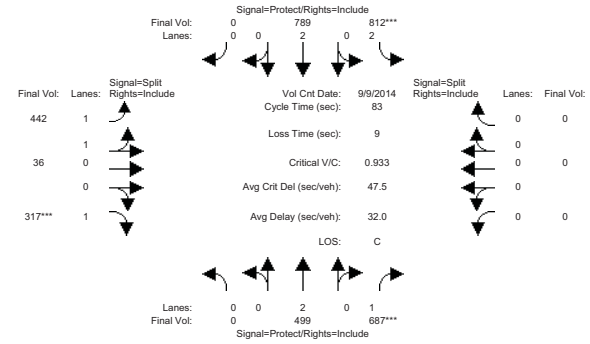 Signal=Protect/Rights=Include
Final Vol: 0 789 812***
Lanes: 0 0 2 0 2
Signal=Split
Final Vol: Lanes: Rights=Include
Vol Cnt Date: 9/9/2014
Signal=Split
Rights=Include Lanes: Final Vol:
Cycle Time (sec): 83
442 1
0 0
Loss Time (sec): 9
1
0
36 0
Critical V/C: 0.933
0 0
0
Avg Crit Del (sec/veh): 47.5
0
317*** 1
Avg Delay (sec/veh): 32.0
0 0
LOS: C
Lanes: 0 0 2 0 1
Final Vol: 0 499 687***
Signal=Protect/Rights=Include